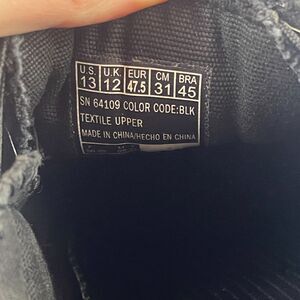 U.S. U.K. EUR CM BRA
13 12 47.5 31 45
SN 64109 COLOR CODE:BLK
TEXTILE UPPER
MADE IN CHINA/HECHO EN CHINA